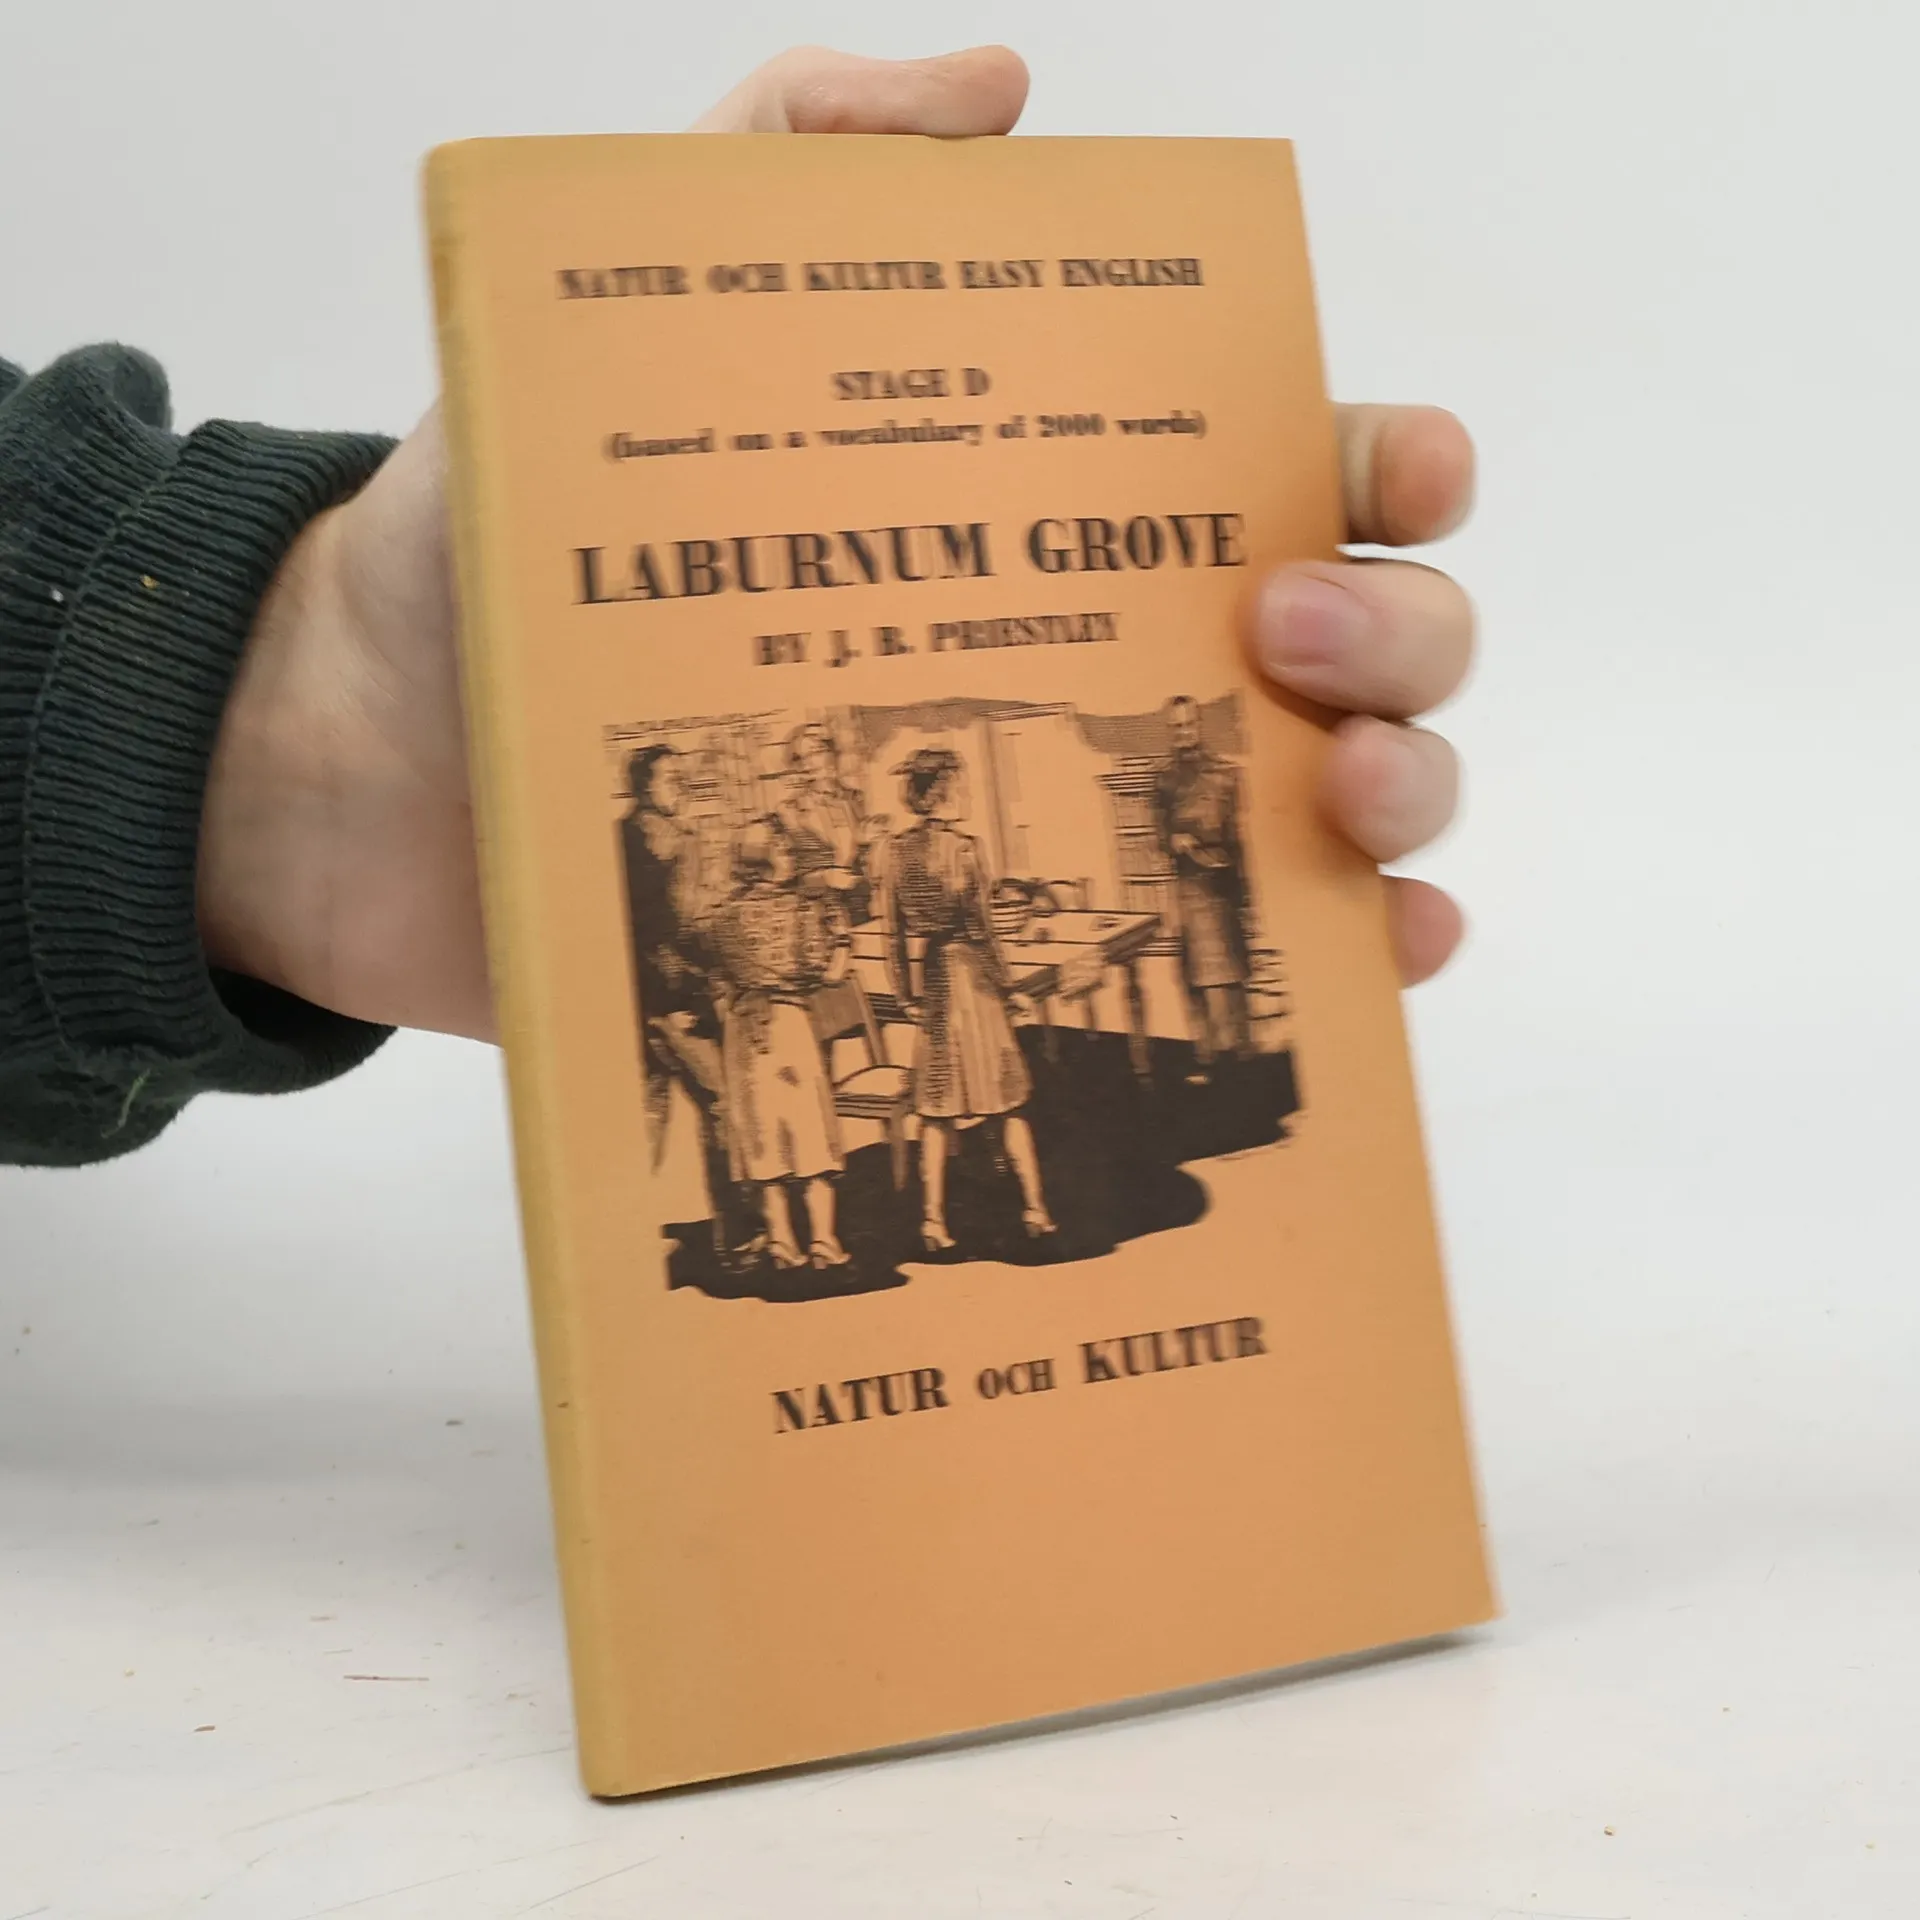 NATUR OCH KULTUR EASY ENGLISH
STAGE D
(based on a vocabulary of 2000 words)
LABURNUM GROVE
BY J. B. PRIESTLEY
NATUR OCH KULTUR